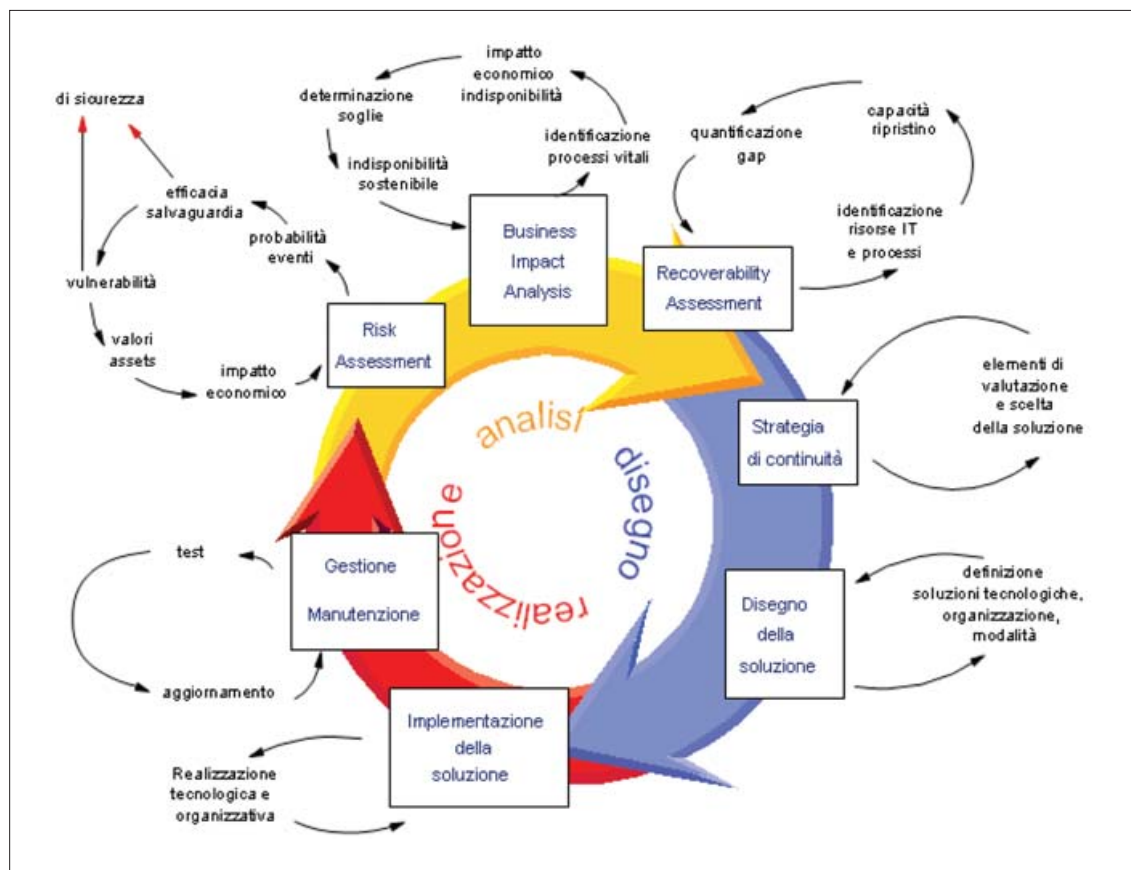 di sicurezza
efficacia
salvaguardia
vulnerabilità
valori
assets
impatto
economico
probabilità
eventi
Risk
Assessment
determinazione
soglie
impatto
economico
indisponibilità
indisponibilità
sostenibile
identificazione
processi vitali
Business
Impact
Analysis
quantificazione
gap
capacità
ripristino
identificazione
risorse IT
e processi
Recoverability
Assessment
elementi di
valutazione
e scelta
della soluzione
Strategia
di continuità
definizione
soluzioni tecnologiche,
organizzazione,
modalità
Disegno
della
soluzione
analisi
disegno
realizzazione
test
aggiornamento
Gestione
Manutenzione
Implementazione
della
soluzione
Realizzazione
tecnologica e
organizzativa